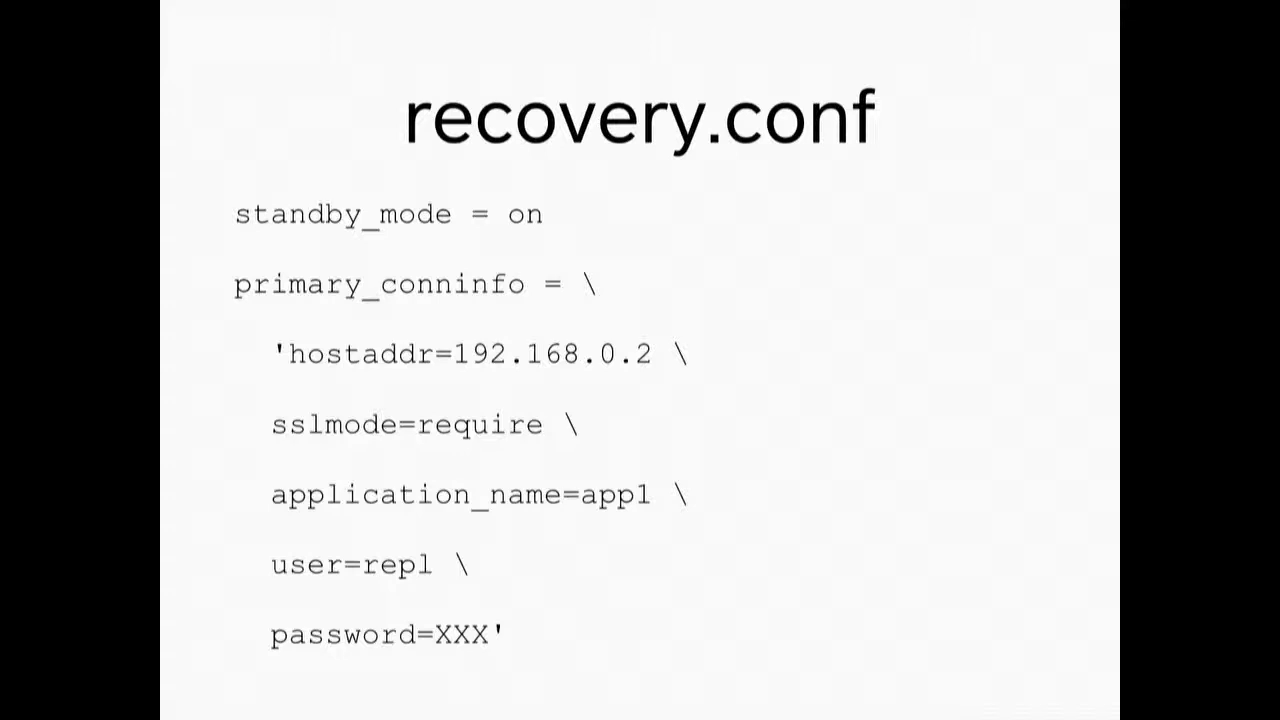 recovery.conf
standby_mode = on
primary_conninfo = \
'hostaddr=192.168.0.2 \
sslmode=require \
application_name=app1 \
user=repl \
password=XXX'